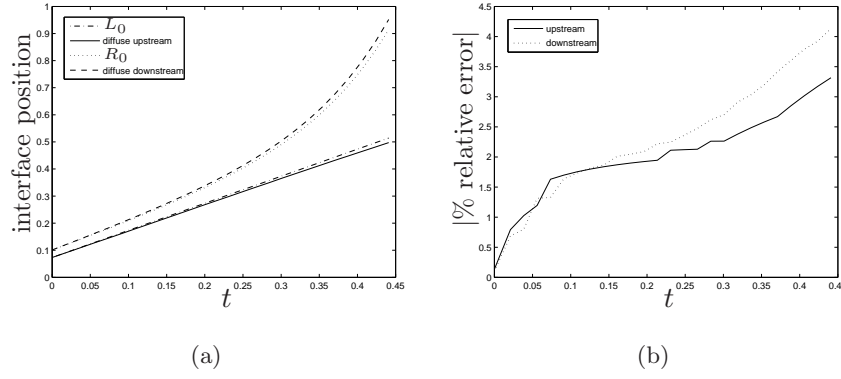 L₀
diffuse upstream
R₀
diffuse downstream
interface position
1
0.9
0.8
0.7
0.6
0.5
0.4
0.3
0.2
0.1
0
0 0.05 0.1 0.15 0.2 0.25 0.3 0.35 0.4 0.45
t
(a)
upstream
downstream
|% relative error|
4.5
4
3.5
3
2.5
2
1.5
1
0.5
0
0 0.05 0.1 0.15 0.2 0.25 0.3 0.35 0.4 0.45
t
(b)